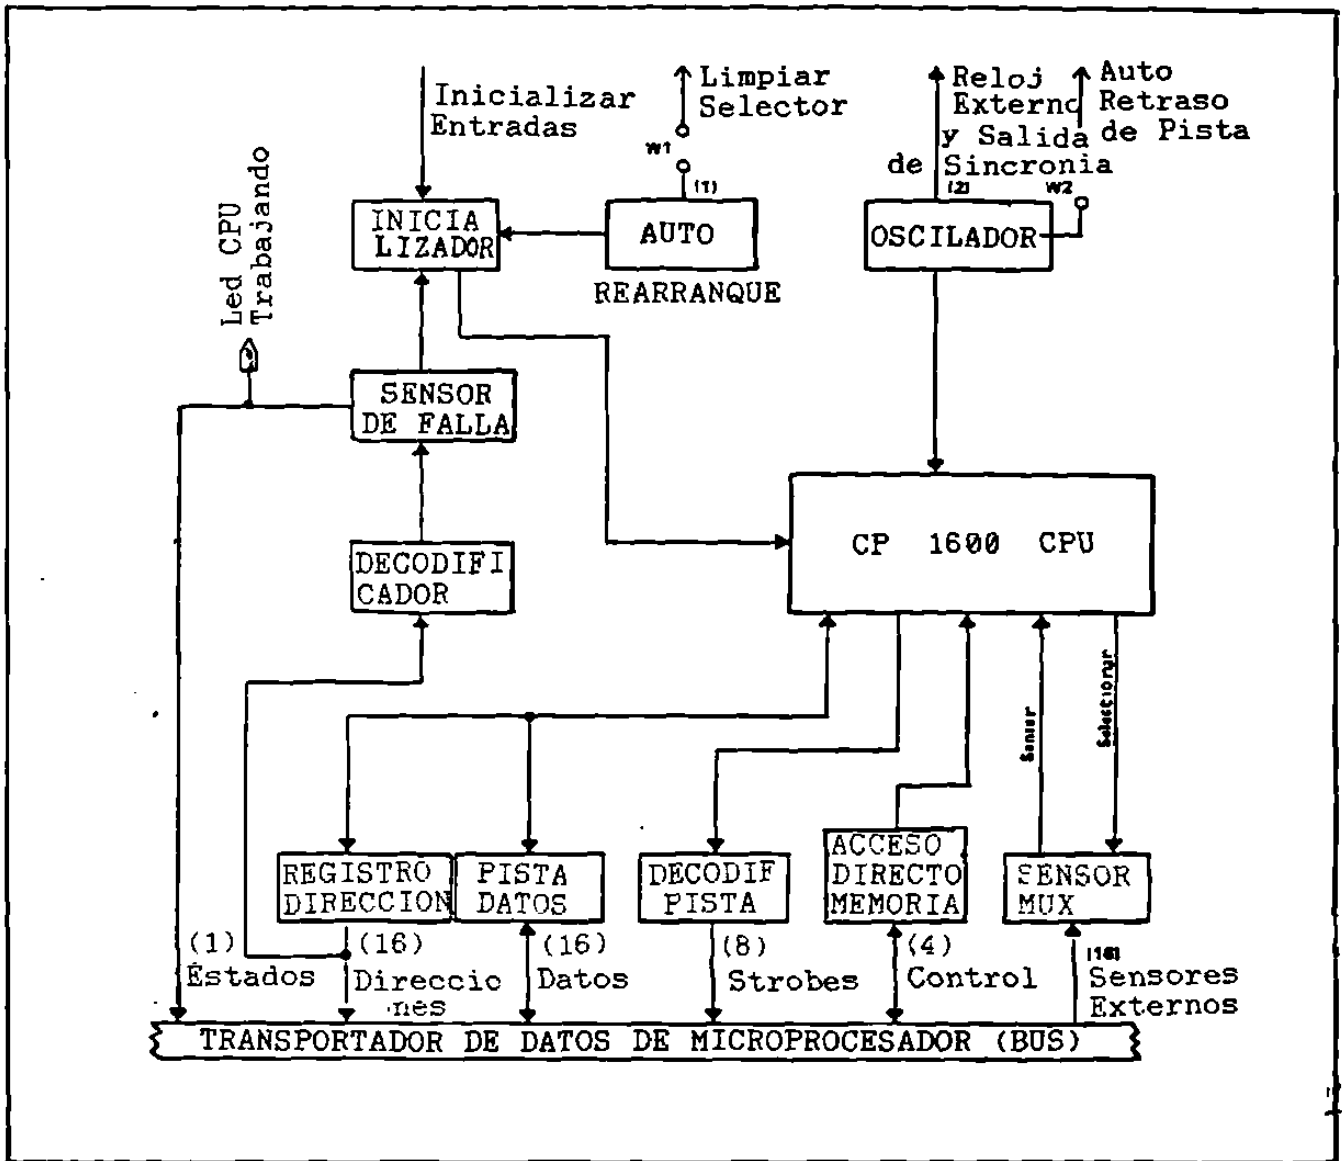 Inicializar
Entradas
Limpiar
Selector
W1
(1)
Reloj
Externo
y Salida
de Sincronia
(2)
Auto
Retraso
de Pista
W2
Led CPU
Trabajando
INICIA
LIZADOR
AUTO
REARRANQUE
OSCILADOR
SENSOR
DE FALLA
DECODIFI
CADOR
CP 1600 CPU
Sensar
Seleccionar
REGISTRO
DIRECCION
PISTA
DATOS
DECODIF
PISTA
ACCESO
DIRECTO
MEMORIA
SENSOR
MUX
(1)
Estados
(16)
Direccio
nes
(16)
Datos
(8)
Strobes
(4)
Control
(16)
Sensores
Externos
TRANSPORTADOR DE DATOS DE MICROPROCESADOR (BUS)